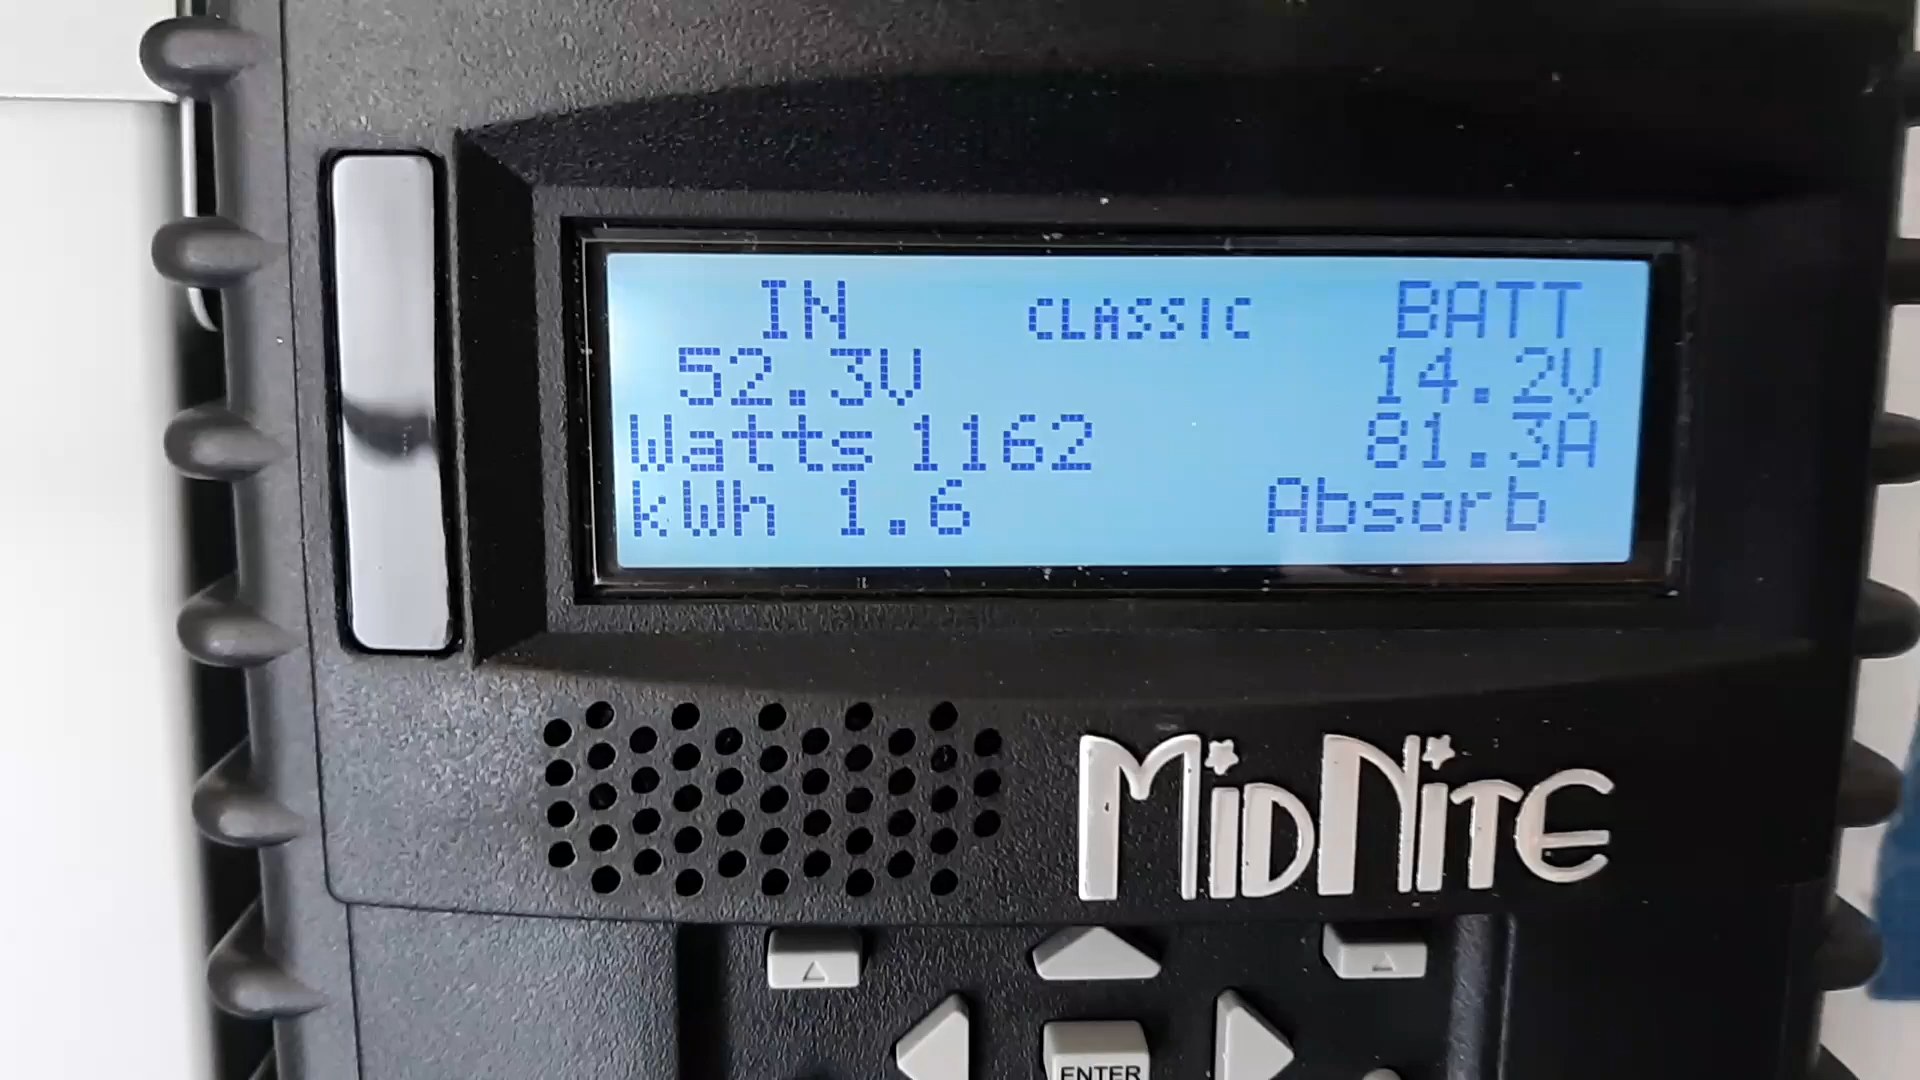 IN CLASSIC BATT
52.3V 14.2V
Watts 1162 81.3A
kWh 1.6 Absorb
MIDNITE
ENTER